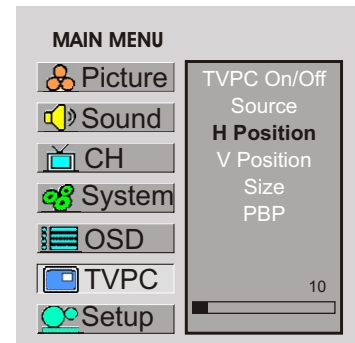 MAIN MENU
Picture
Sound
CH
System
OSD
TVPC
Setup
TVPC On/Off
Source
H Position
V Position
Size
PBP
10